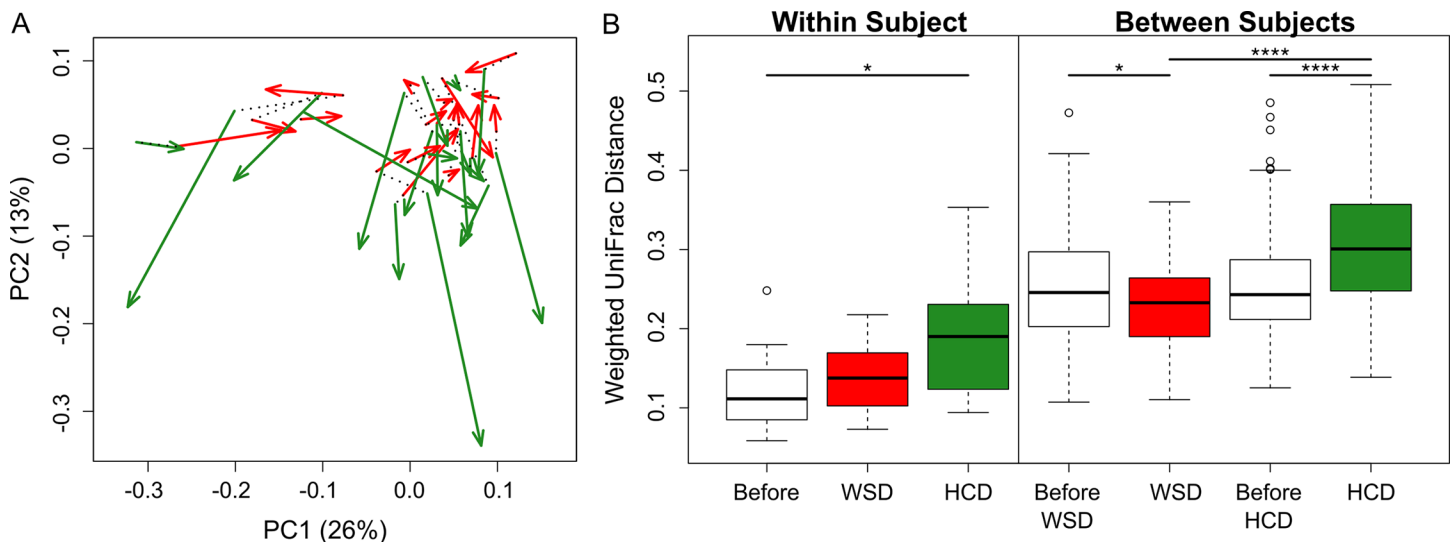 A
0.1
0.0
-0.1
-0.2
-0.3
PC2 (13%)
-0.3
-0.2
-0.1
0.0
0.1
PC1 (26%)
B
Within Subject
Between Subjects
*
*
****
****
0.5
0.4
0.3
0.2
0.1
Weighted UniFrac Distance
Before
WSD
HCD
Before
WSD
WSD
Before
HCD
HCD